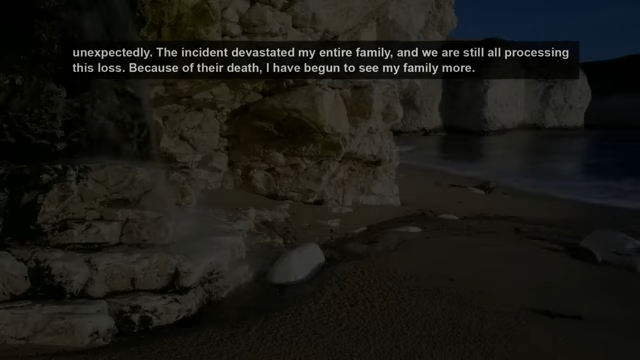 unexpectedly. The incident devastated my entire family, and we are still all processing
this loss. Because of their death, I have begun to see my family more.